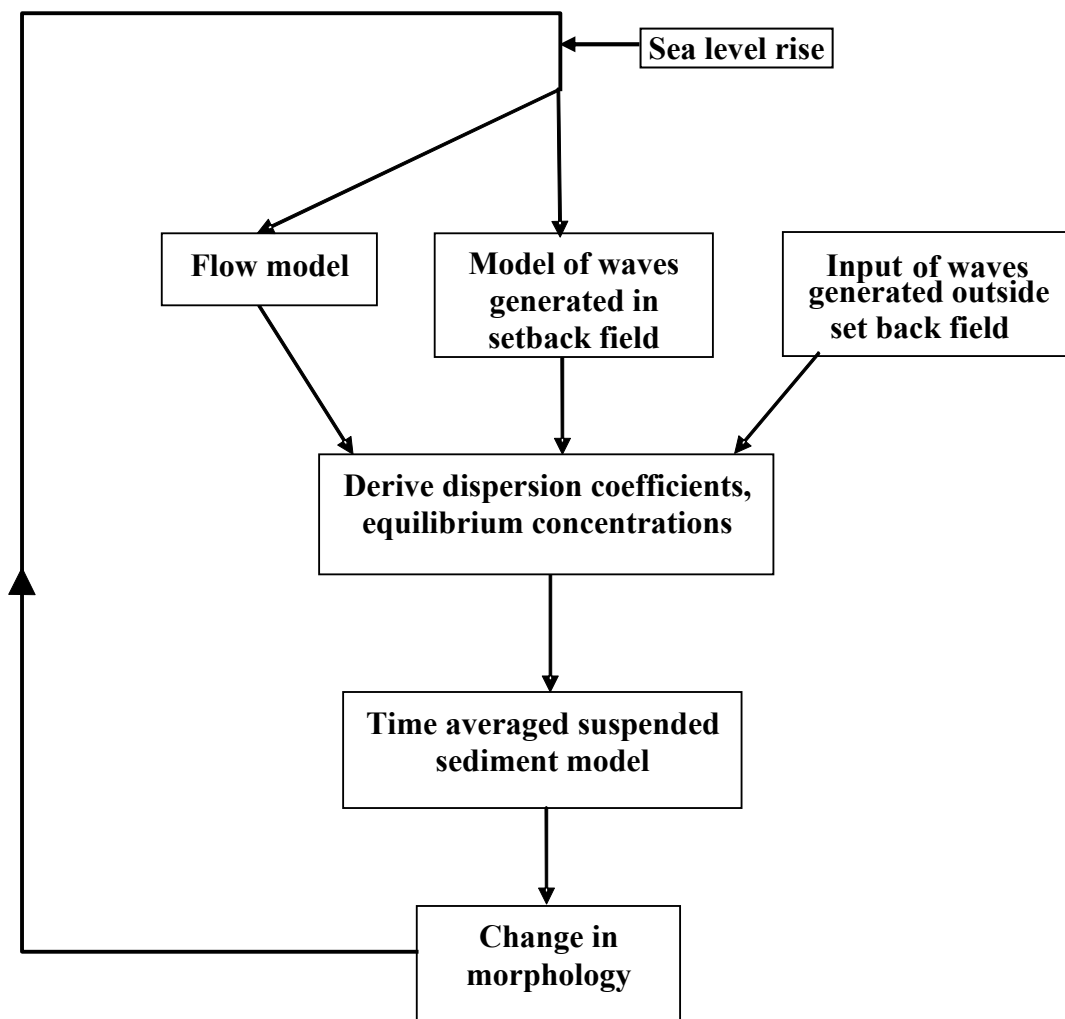 Sea level rise
Flow model
Model of waves
generated in
setback field
Input of waves
generated outside
set back field
Derive dispersion coefficients,
equilibrium concentrations
Time averaged suspended
sediment model
Change in
morphology